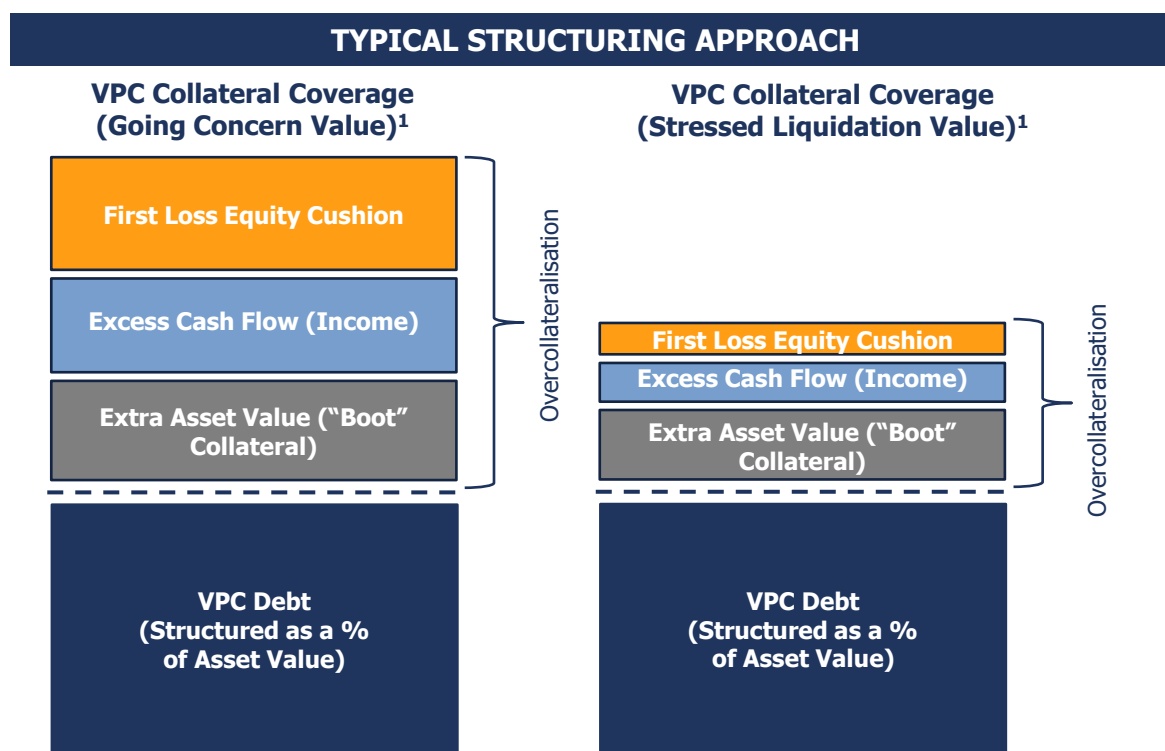 TYPICAL STRUCTURING APPROACH
VPC Collateral Coverage
(Going Concern Value)1
First Loss Equity Cushion
Excess Cash Flow (Income)
Extra Asset Value (“Boot”
Collateral)
Overcollateralisation
VPC Debt
(Structured as a %
of Asset Value)
VPC Collateral Coverage
(Stressed Liquidation Value)1
First Loss Equity Cushion
Excess Cash Flow (Income)
Extra Asset Value (“Boot”
Collateral)
Overcollateralisation
VPC Debt
(Structured as a %
of Asset Value)